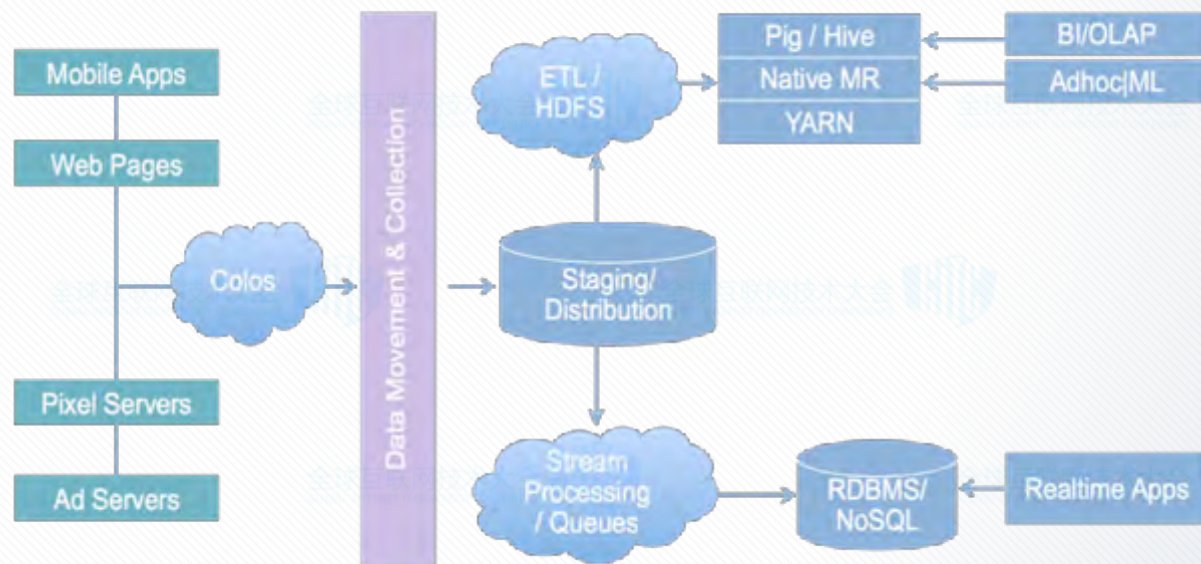 Mobile Apps
Web Pages
Colos
Pixel Servers
Ad Servers
Data Movement & Collection
ETL /
HDFS
Pig / Hive
Native MR
YARN
BI/OLAP
Adhoc|ML
Staging/
Distribution
Stream
Processing
/ Queues
RDBMS/
NoSQL
Realtime Apps